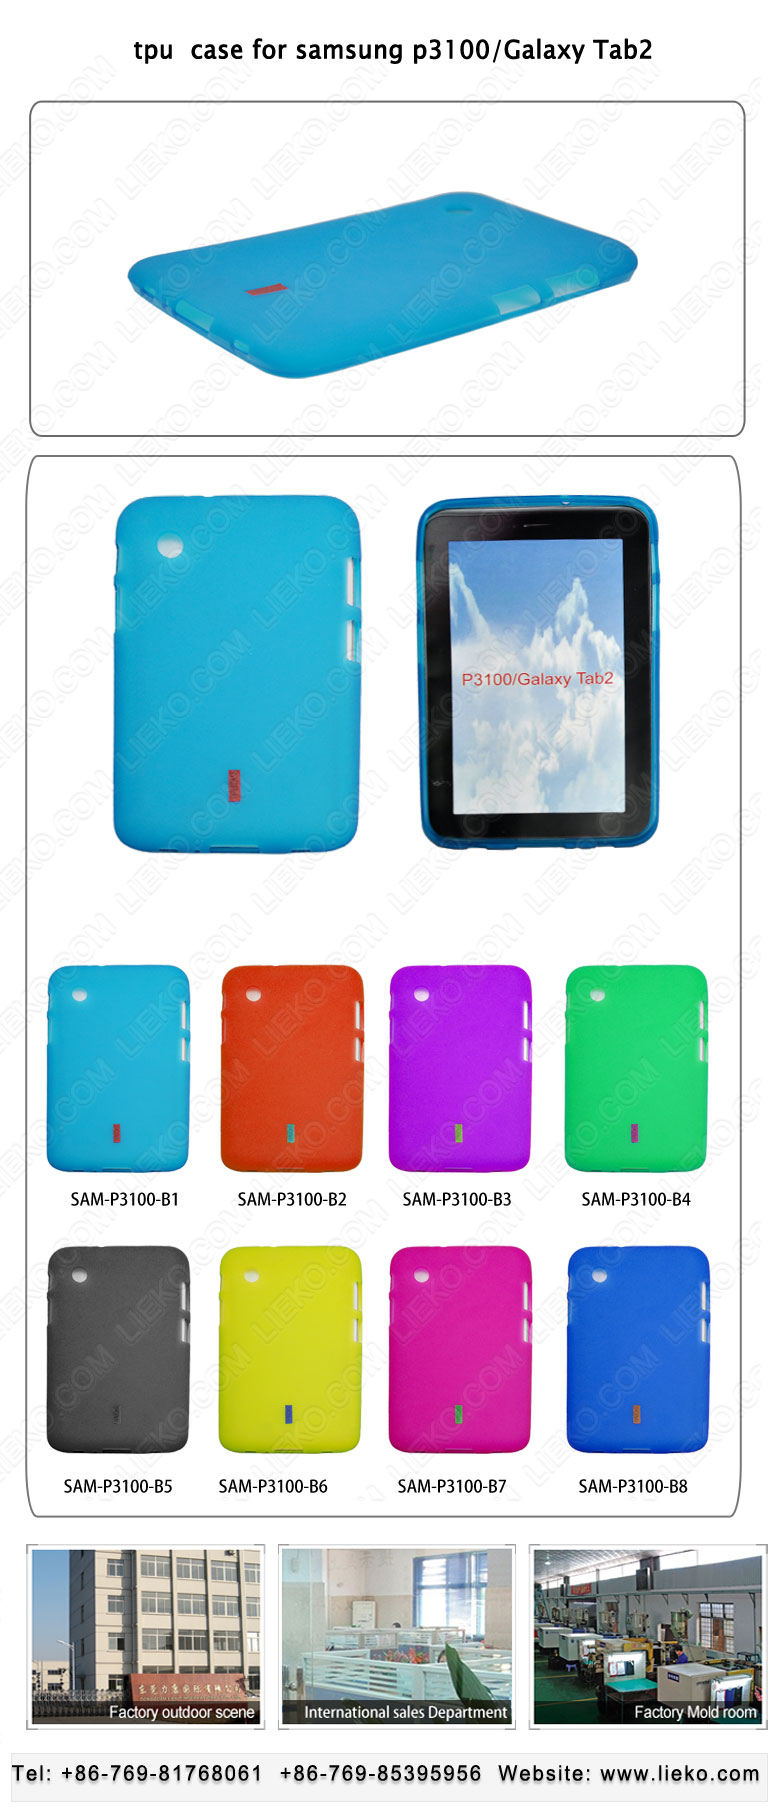 tpu case for samsung p3100/Galaxy Tab2
P3100/Galaxy Tab2
SAM-P3100-B1 SAM-P3100-B2 SAM-P3100-B3 SAM-P3100-B4
SAM-P3100-B5 SAM-P3100-B6 SAM-P3100-B7 SAM-P3100-B8
Factory outdoor scene International sales Department Factory Mold room
Tel: +86-769-81768061 +86-769-85395956 Website: www.lieko.com
LIEKO.COM